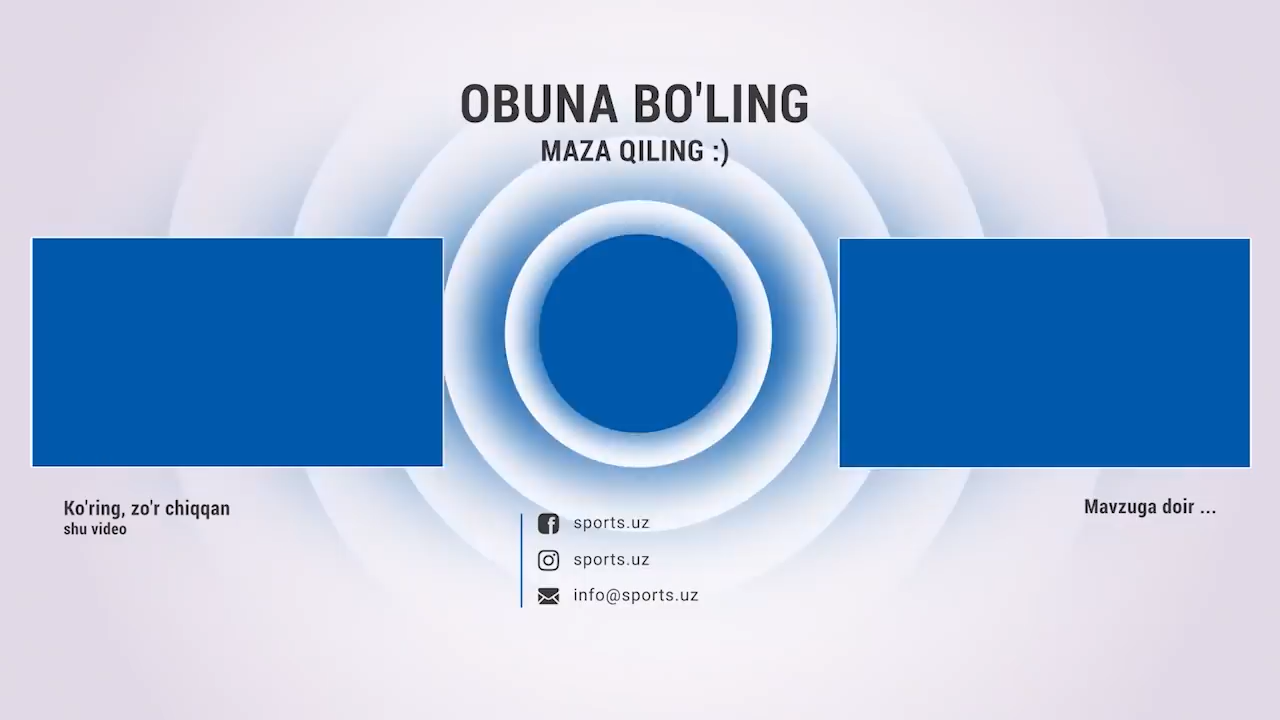 OBUNA BO'LING
MAZA QILING :)
Ko'ring, zo'r chiqqan
shu video
Mavzuga doir ...
sports.uz
sports.uz
info@sports.uz